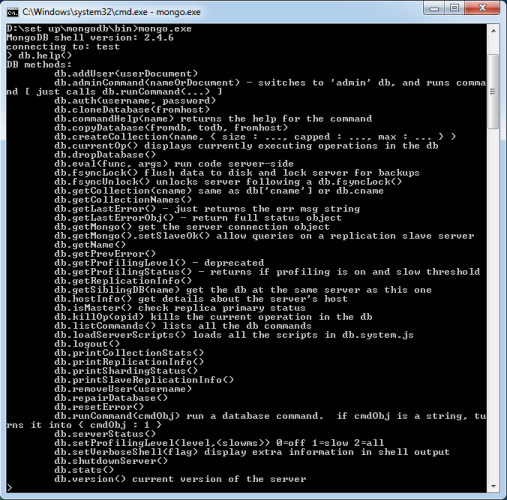 C:\Windows\system32\cmd.exe - mongo.exe
D:\set up\mongodb\bin>mongo.exe
MongoDB shell version: 2.4.6
connecting to: test
> db.help()
DB methods:
db.addUser(userDocument)
db.adminCommand(nameOrDocument) - switches to 'admin' db, and runs comma
nd [ just calls db.runCommand(...) ]
db.auth(username, password)
db.cloneDatabase(fromhost)
db.commandHelp(name) returns the help for the command
db.copyDatabase(fromdb, todb, fromhost)
db.createCollection(name, { size : ..., capped : ..., max : ... } )
db.currentOp() displays currently executing operations in the db
db.dropDatabase()
db.eval(func, args) run code server-side
db.fsyncLock() flush data to disk and lock server for backups
db.fsyncUnlock() unlocks server following a db.fsyncLock()
db.getCollection(cname) same as db['cname'] or db.cname
db.getCollectionNames()
db.getLastError() - just returns the err msg string
db.getLastErrorObj() - return full status object
db.getMongo() get the server connection object
db.getMongo().setSlaveOk() allow queries on a replication slave server
db.getName()
db.getPrevError()
db.getProfilingLevel() - deprecated
db.getProfilingStatus() - returns if profiling is on and slow threshold
db.getReplicationInfo()
db.getSiblingDB(name) get the db at the same server as this one
db.hostInfo() get details about the server's host
db.isMaster() check replica primary status
db.killOp(opid) kills the current operation in the db
db.listCommands() lists all the db commands
db.loadServerScripts() loads all the scripts in db.system.js
db.logout()
db.printCollectionStats()
db.printReplicationInfo()
db.printShardingStatus()
db.printSlaveReplicationInfo()
db.removeUser(username)
db.repairDatabase()
db.resetError()
db.runCommand(cmdObj) run a database command.  if cmdObj is a string, tu
rns it into { cmdObj : 1 }
db.serverStatus()
db.setProfilingLevel(level,<slowms>) 0=off 1=slow 2=all
db.setVerboseShell(flag) display extra information in shell output
db.shutdownServer()
db.stats()
db.version() current version of the server
>